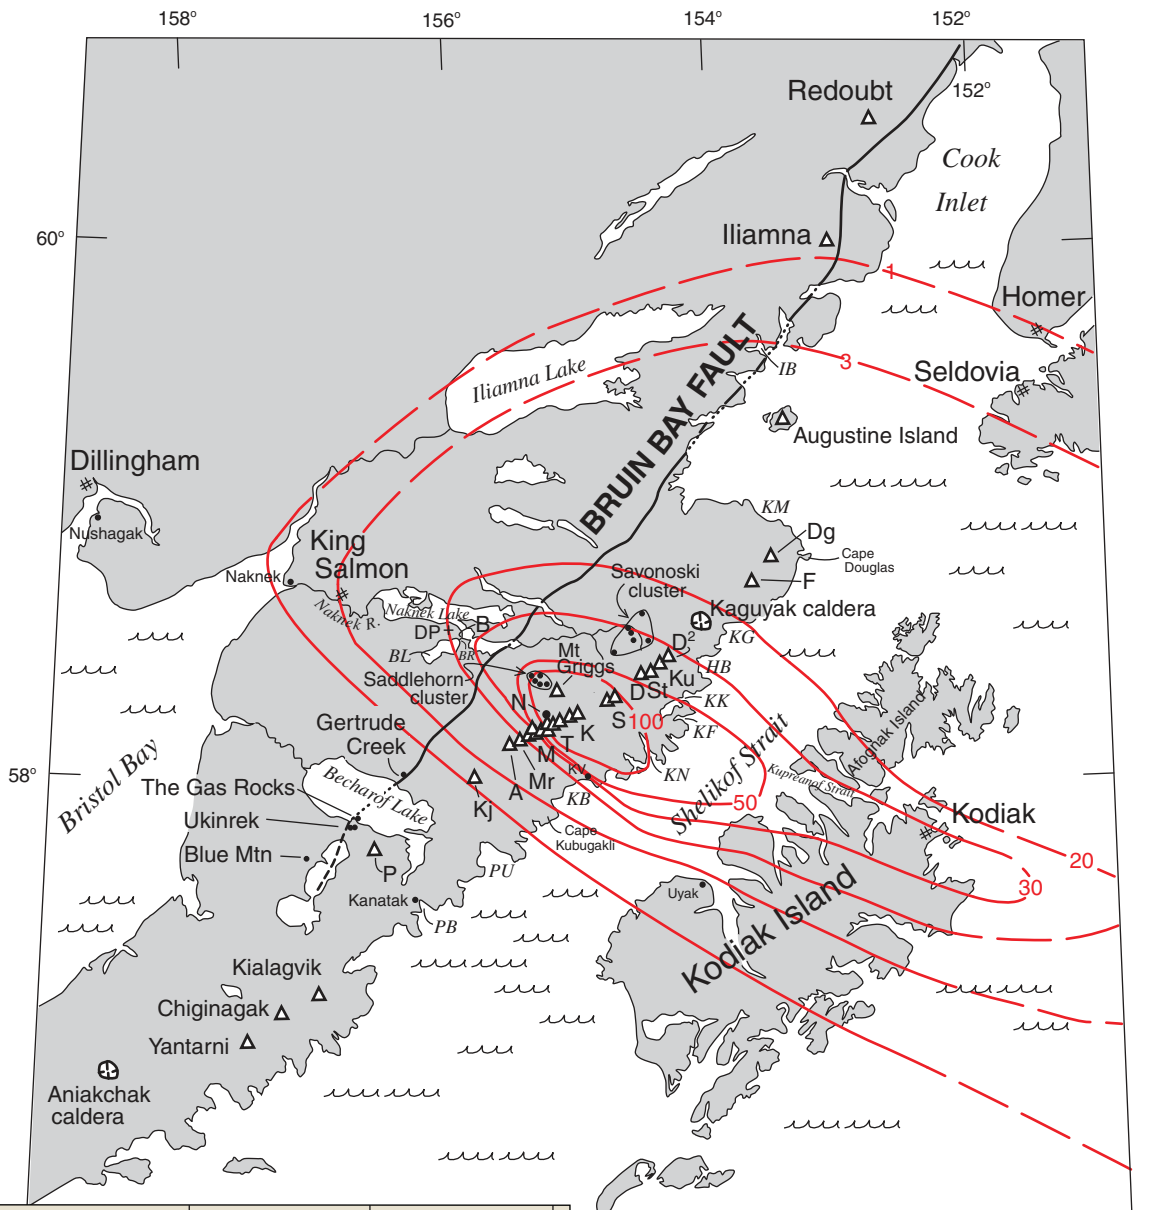 158°
156°
154°
152°
Redoubt
152°
Cook
Inlet
60°
Iliamna
1
Homer
BRUIN BAY FAULT
3
IB
Seldovia
Iliamna Lake
Augustine Island
Dillingham
Nushagak
KM
Dg
Cape
Douglas
King
Salmon
Naknek
Naknek R.
Naknek Lake
Savonoski
cluster
F
Kaguyak caldera
DP
B
KG
BL
BR
Mt
Griggs
D²
HB
Saddlehorn
cluster
Ku
D
St
KK
N
S
100
KF
Gertrude
Creek
K
T
M
Afognak Island
Shelikof Strait
58°
Bristol Bay
Mr
KV
KN
Kupreanof Strait
The Gas Rocks
Becharof Lake
Kj
A
KB
50
Kodiak
Ukinrek
Cape
Kubugakli
Blue Mtn
P
PU
20
30
Kanatak
Uyak
PB
Kodiak Island
Kialagvik
Chiginagak
Yantarni
Aniakchak
caldera